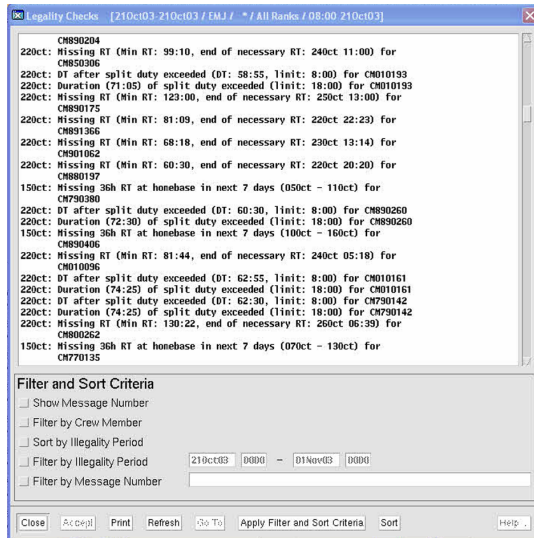 Legality Checks [21Oct03-21Oct03 / EMJ / * / All Ranks / 08:00 21Oct03]
CM890204
22Oct: Missing RT (Min RT: 99:10, end of necessary RT: 24Oct 11:00) for
CM850306
22Oct: DT after split duty exceeded (DT: 58:55, limit: 8:00) for CM010193
22Oct: Duration (71:05) of split duty exceeded (limit: 18:00) for CM010193
22Oct: Missing RT (Min RT: 123:00, end of necessary RT: 25Oct 13:00) for
CM890175
22Oct: Missing RT (Min RT: 81:09, end of necessary RT: 22Oct 22:23) for
CM891366
22Oct: Missing RT (Min RT: 68:18, end of necessary RT: 23Oct 13:14) for
CM901062
22Oct: Missing RT (Min RT: 60:30, end of necessary RT: 22Oct 20:20) for
CM880197
15Oct: Missing 36h RT at homebase in next 7 days (05Oct - 11Oct) for
CM790380
22Oct: DT after split duty exceeded (DT: 60:30, limit: 8:00) for CM890260
22Oct: Duration (72:30) of split duty exceeded (limit: 18:00) for CM890260
15Oct: Missing 36h RT at homebase in next 7 days (10Oct - 16Oct) for
CM890406
22Oct: Missing RT (Min RT: 81:44, end of necessary RT: 24Oct 05:18) for
CM010096
22Oct: DT after split duty exceeded (DT: 62:55, limit: 8:00) for CM010161
22Oct: Duration (74:25) of split duty exceeded (limit: 18:00) for CM010161
22Oct: DT after split duty exceeded (DT: 62:30, limit: 8:00) for CM790142
22Oct: Duration (74:25) of split duty exceeded (limit: 18:00) for CM790142
22Oct: Missing RT (Min RT: 130:22, end of necessary RT: 26Oct 06:39) for
CM800262
15Oct: Missing 36h RT at homebase in next 7 days (07Oct - 13Oct) for
CM770135
Filter and Sort Criteria
Show Message Number
Filter by Crew Member
Sort by Illegality Period
Filter by Illegality Period 21Oct03 0000 - 01Nov03 0000
Filter by Message Number
Close Accept Print Refresh Go To Apply Filter and Sort Criteria Sort Help .